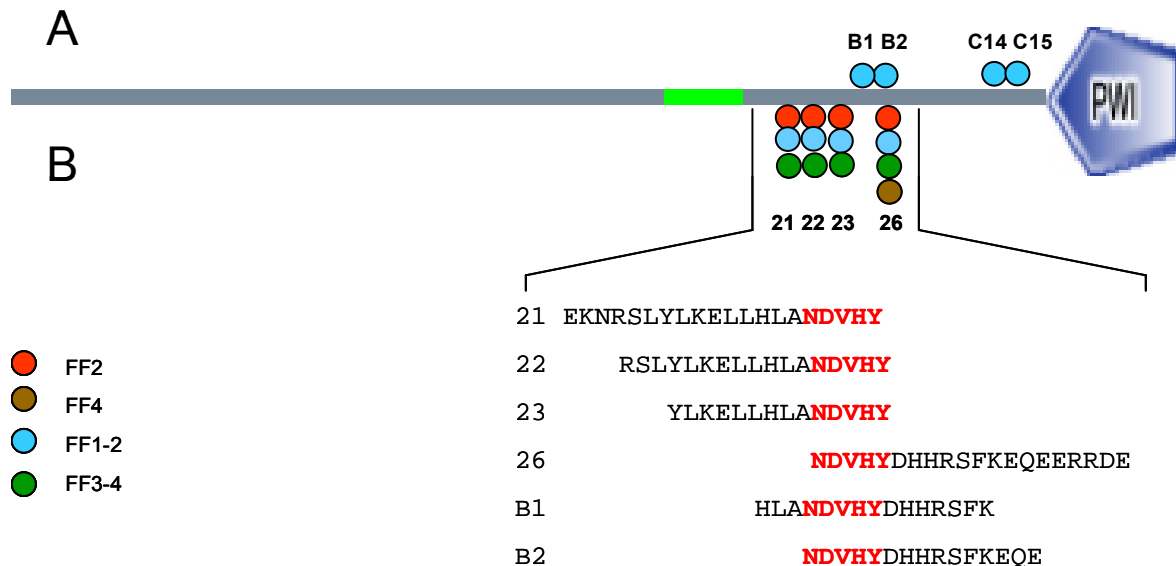 A
B1 B2 C14 C15
PWI
B
21 22 23 26
21 EKNRSLYLKELLHLANDVHY
22 RSLYLKELLHLANDVHY
23 YLKELLHLANDVHY
26 NDVHYDHHRSFKEQEERRDE
B1 HLANDVHYDHHRSFK
B2 NDVHYDHHRSFKEQE
FF2
FF4
FF1-2
FF3-4